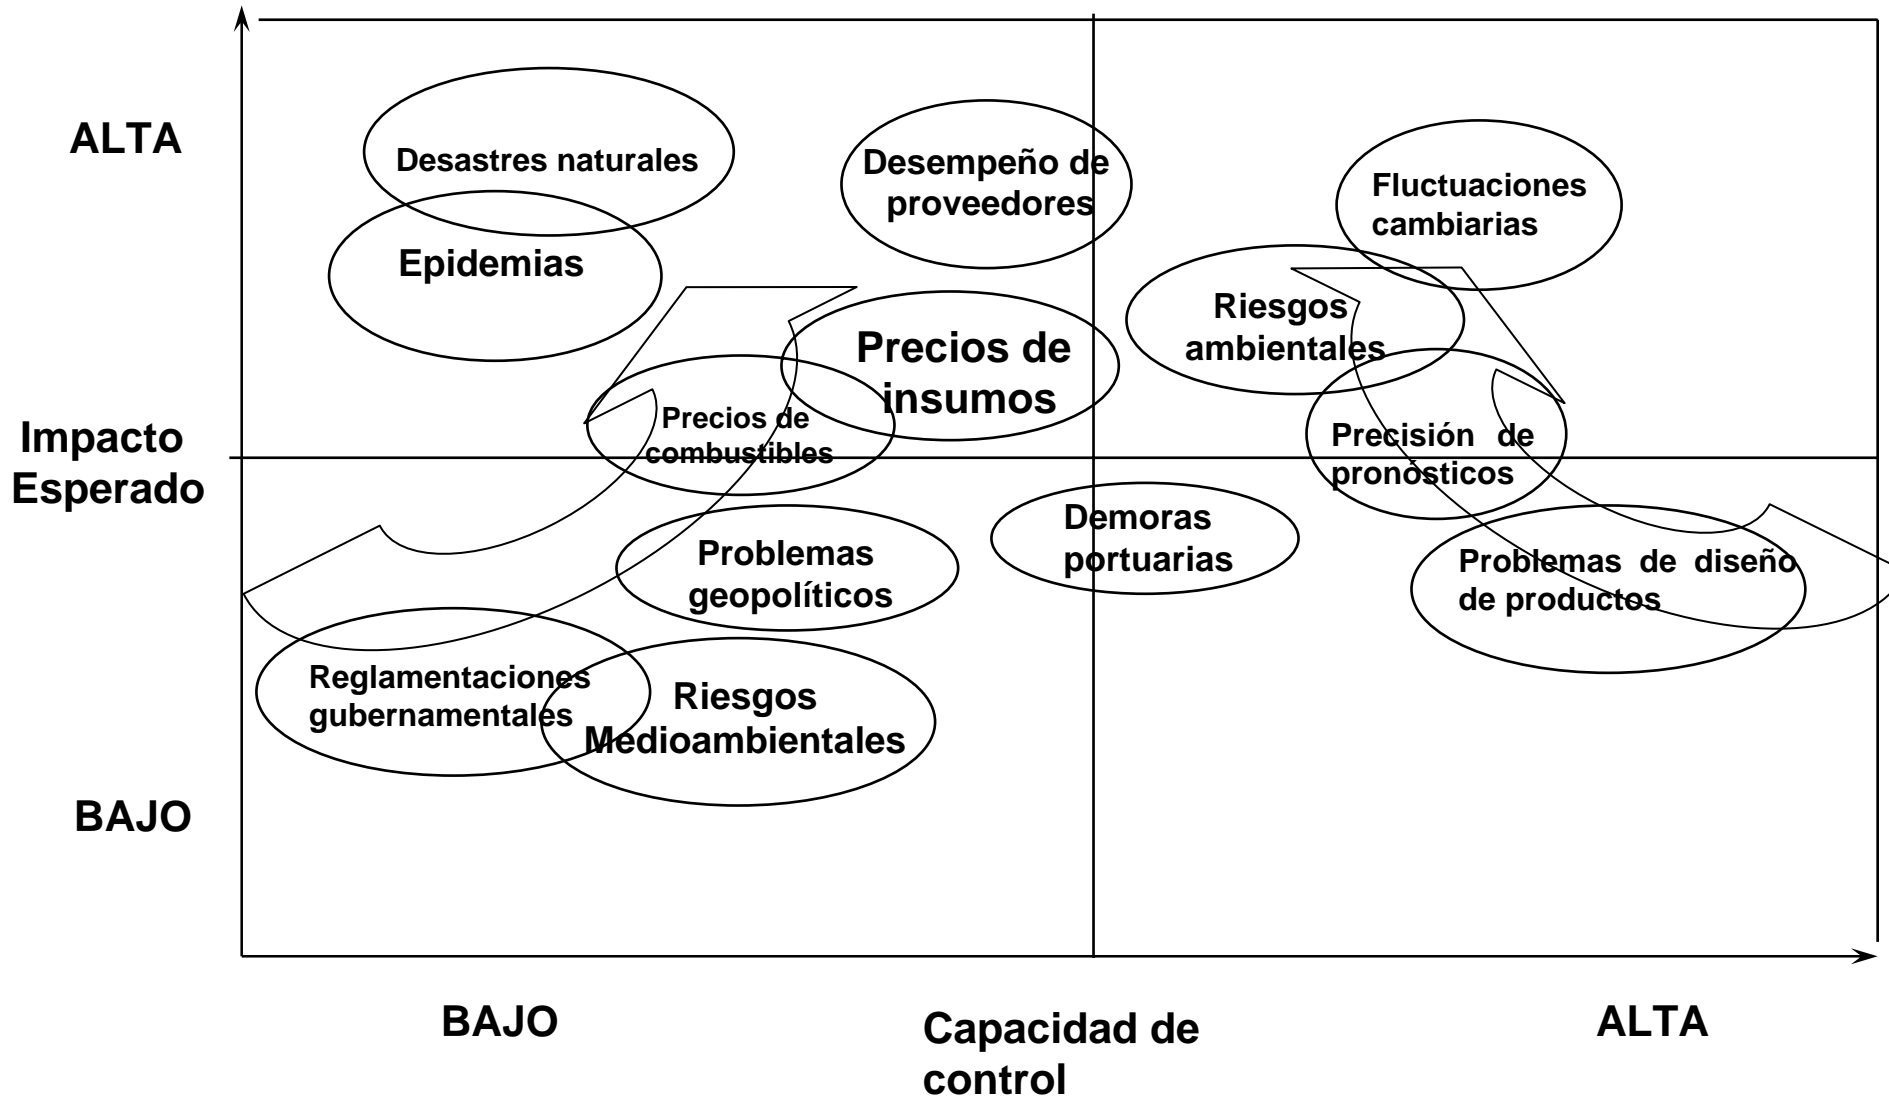 ALTA
Desastres naturales
Desempeño de
proveedores
Fluctuaciones
cambiarias
Epidemias
Riesgos
ambientales
Precios de
insumos
Precios de
combustibles
Precisión de
pronósticos
Impacto
Esperado
Demoras
portuarias
Problemas
geopolíticos
Problemas de diseño
de productos
Reglamentaciones
gubernamentales
Riesgos
Medioambientales
BAJO
BAJO
Capacidad de
control
ALTA